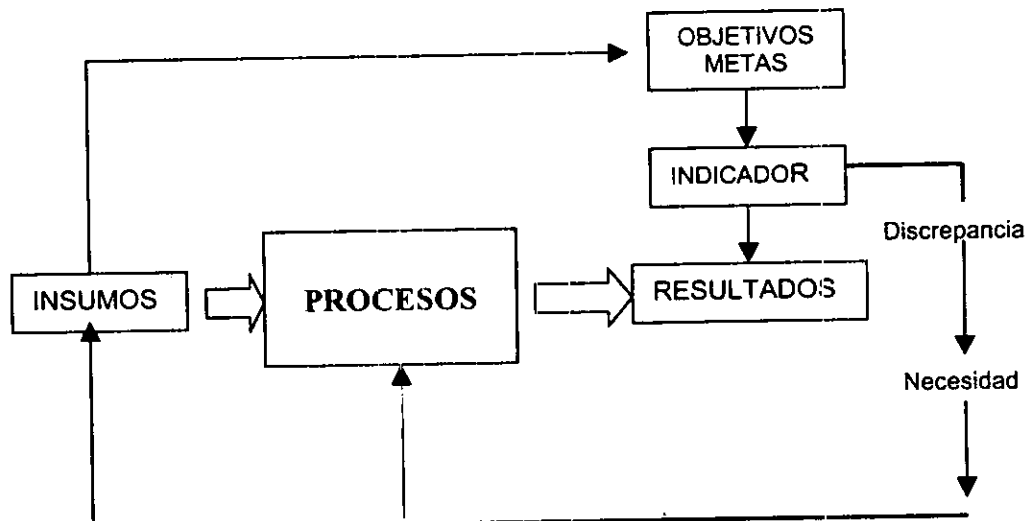 OBJETIVOS
METAS
INDICADOR
Discrepancia
INSUMOS
PROCESOS
RESULTADOS
Necesidad